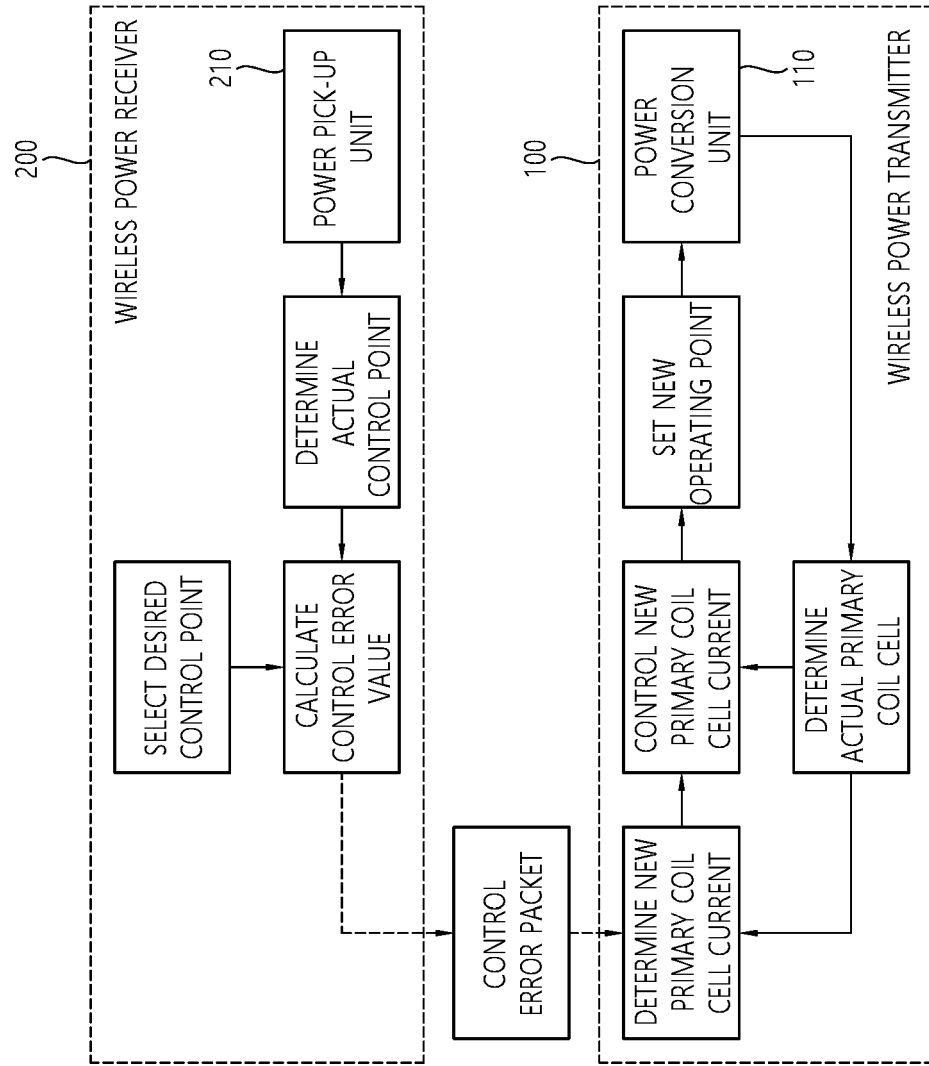 200
WIRELESS POWER RECEIVER
SELECT DESIRED
CONTROL POINT
210
POWER PICK-UP
UNIT
DETERMINE
ACTUAL
CONTROL POINT
CALCULATE
CONTROL ERROR
VALUE
CONTROL
ERROR PACKET
100
DETERMINE NEW
PRIMARY COIL
CELL CURRENT
CONTROL NEW
PRIMARY COIL
CELL CURRENT
SET NEW
OPERATING POINT
POWER
CONVERSION
UNIT
110
DETERMINE
ACTUAL PRIMARY
COIL CELL
WIRELESS POWER TRANSMITTER